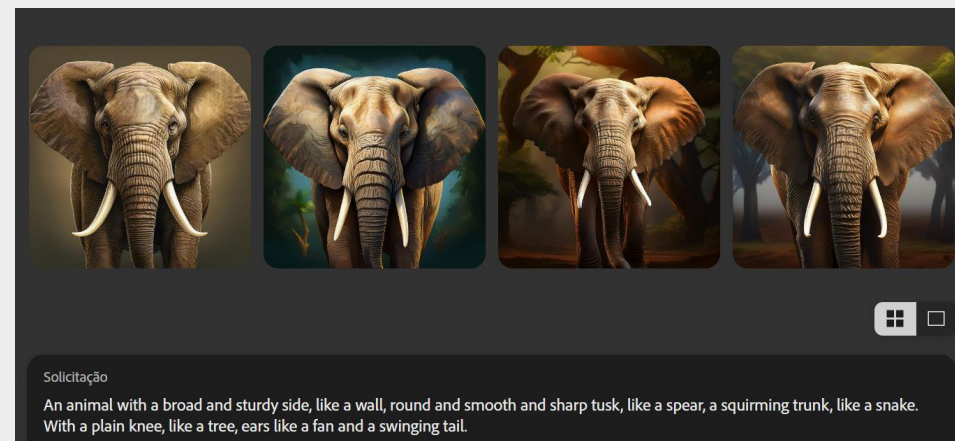 Solicitação
An animal with a broad and sturdy side, like a wall, round and smooth and sharp tusk, like a spear, a squirming trunk, like a snake.
With a plain knee, like a tree, ears like a fan and a swinging tail.